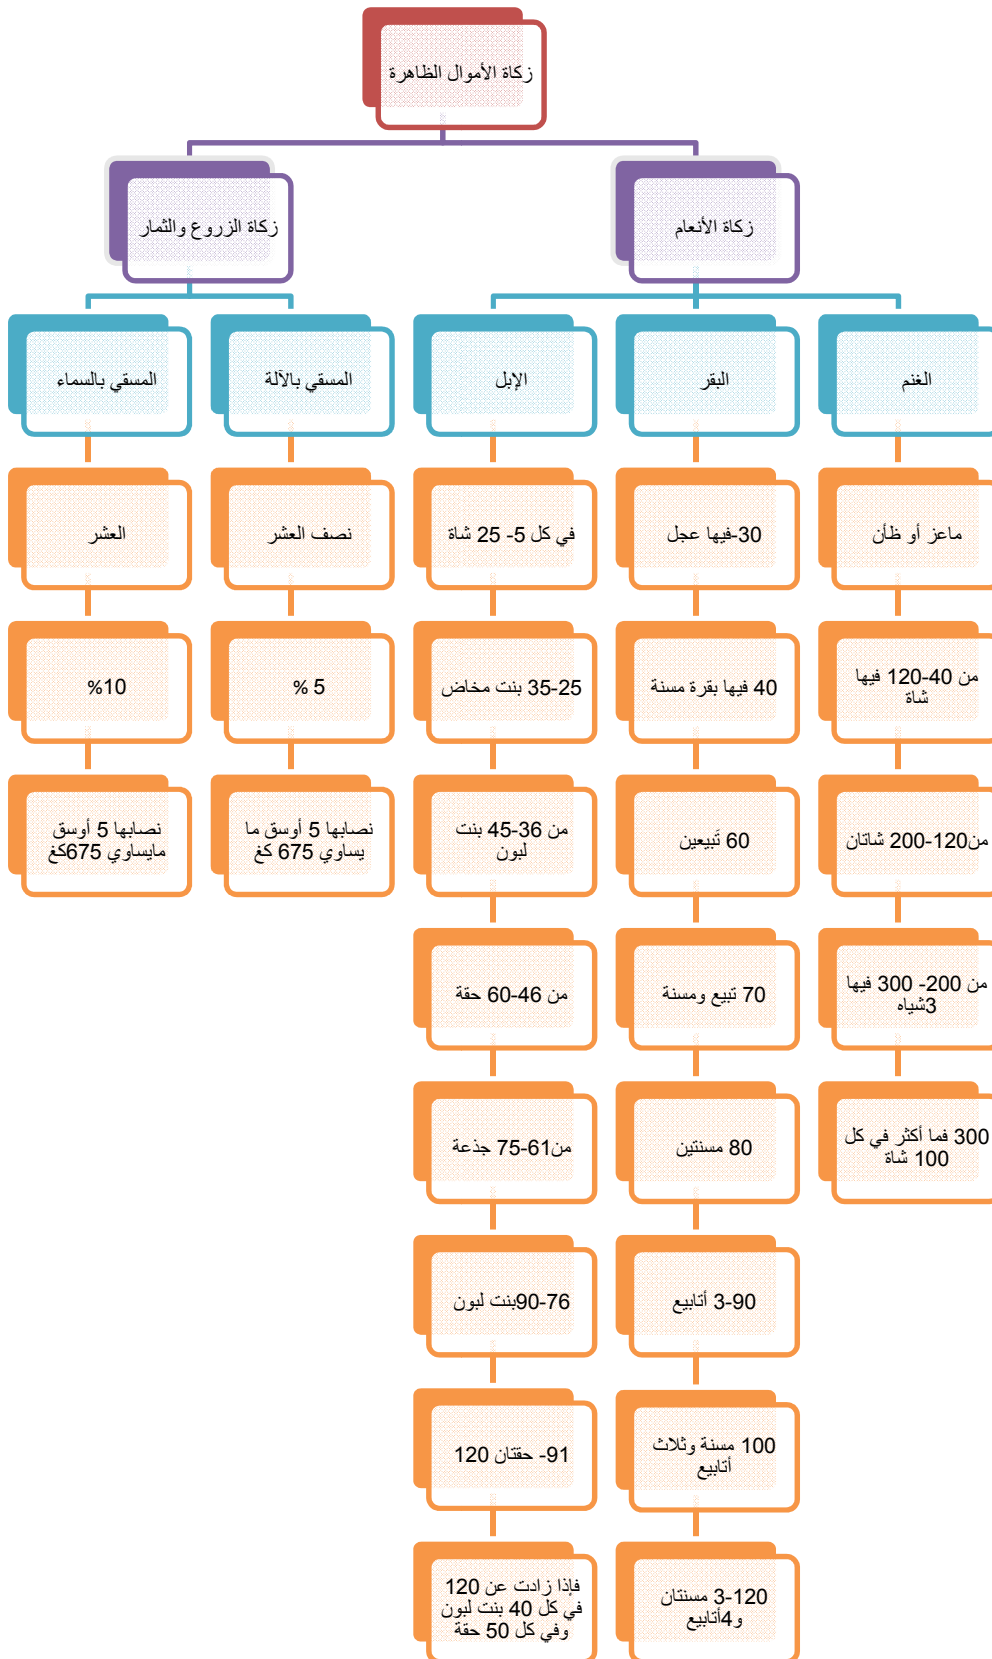 زكاة الأموال الظاهرة
زكاة الأنعام
زكاة الزروع والثمار
الغنم
البقر
الإبل
المسقي بالآلة
المسقي بالسماء
ماعز أو ظأن
من 40-120 فيها
شاة
من120-200 شاتان
من 200- 300 فيها
3شياه
300 فما أكثر في كل
100 شاة
30-فيها عجل
40 فيها بقرة مسنة
60 تَبيعين
70 تبيع ومسنة
80 مسنتين
3-90 أتابيع
100 مسنة وثلاث
أتابيع
3-120 مسنتان
و4أتابيع
في كل 5- 25 شاة
35-25 بنت مخاض
من 36-45 بنت
لبون
من 46-60 حقة
من61-75 جذعة
90-76بنت لبون
91- حقتان 120
فإذا زادت عن 120
في كل 40 بنت لبون
وفي كل 50 حقة
نصف العشر
5 %
نصابها 5 أوسق ما
يساوي 675 كغ
العشر
10%
نصابها 5 أوسق
مايساوي 675كغ